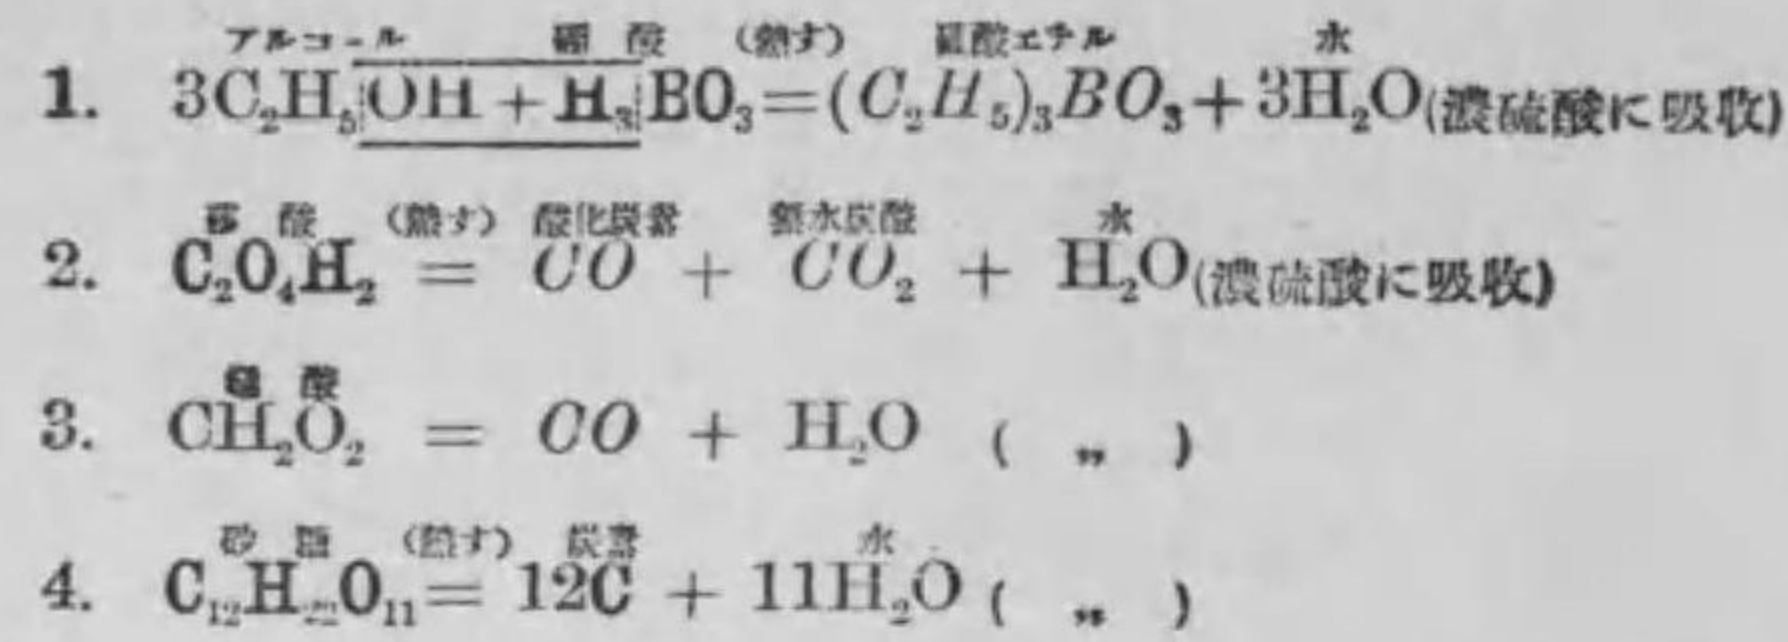 アルコール 硼酸 (熱す) 硼酸エチル 水
1. 3C₂H₅OH + H₃BO₃=(C₂H₅)₃BO₃+3H₂O(濃硫酸に吸收)
蓚酸 (熱す) 酸化炭素 無水炭酸 水
2. C₂O₄H₂ = CO + CO₂ + H₂O(濃硫酸に吸收)
蟻酸
3. CH₂O₂ = CO + H₂O ( 〃 )
砂糖 (熱す) 炭素 水
4. C₁₂H₂₂O₁₁= 12C + 11H₂O ( 〃 )